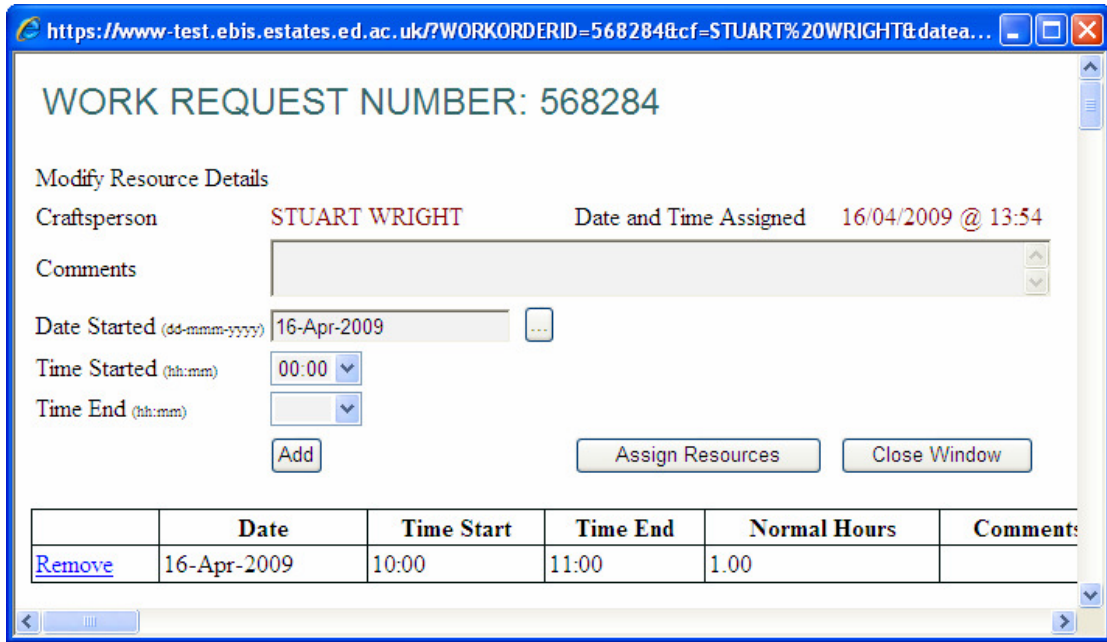 https://www-test.ebis.estates.ed.ac.uk/?WORKORDERID=568284&cf=STUART%20WRIGHT&datea...
WORK REQUEST NUMBER: 568284
Modify Resource Details
Craftsperson STUART WRIGHT Date and Time Assigned 16/04/2009 @ 13:54
Comments
Date Started (dd-mmm-yyyy) 16-Apr-2009 ...
Time Started (hh:mm) 00:00
Time End (hh:mm)
Add Assign Resources Close Window
Date Time Start Time End Normal Hours Comments
Remove 16-Apr-2009 10:00 11:00 1.00